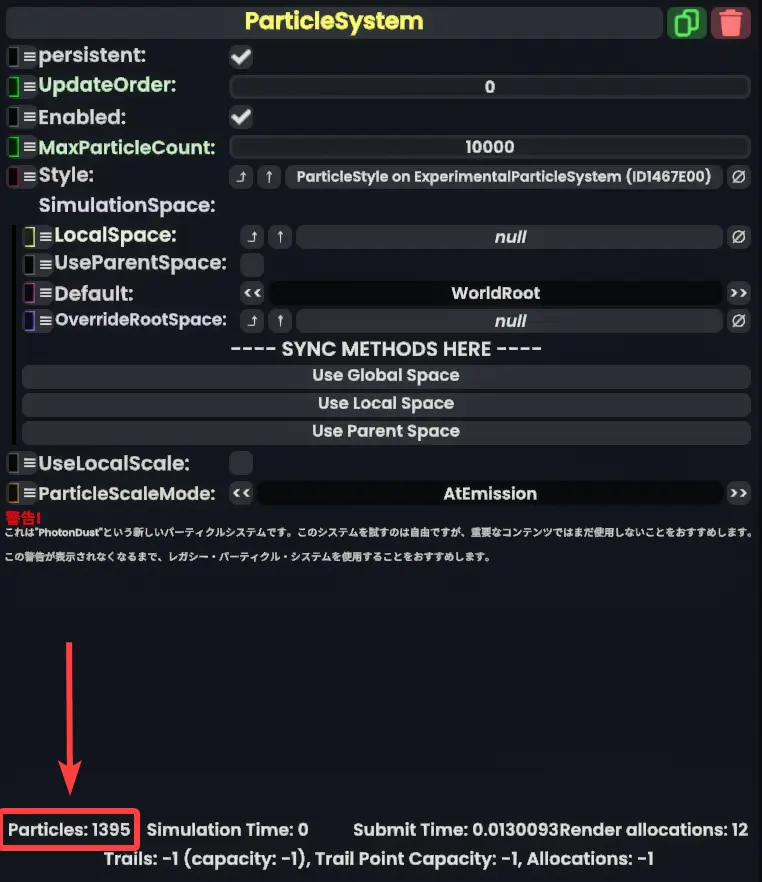 ParticleSystem
persistent:
UpdateOrder: 0
Enabled:
MaxParticleCount: 10000
Style: ParticleStyle on ExperimentalParticleSystem (ID1467E00)
SimulationSpace:
LocalSpace: null
UseParentSpace:
Default: << WorldRoot >>
OverrideRootSpace: null
---- SYNC METHODS HERE ----
Use Global Space
Use Local Space
Use Parent Space
UseLocalScale:
ParticleScaleMode: << AtEmission >>
警告!
これは"PhotonDust"という新しいパーティクルシステムです。このシステムを試すのは自由ですが、重要なコンテンツではまだ使用しないことをおすすめします。
この警告が表示されなくなるまで、レガシー・パーティクル・システムを使用することをおすすめします。
Particles: 1395 Simulation Time: 0 Submit Time: 0.0130093Render allocations: 12
Trails: -1 (capacity: -1), Trail Point Capacity: -1, Allocations: -1